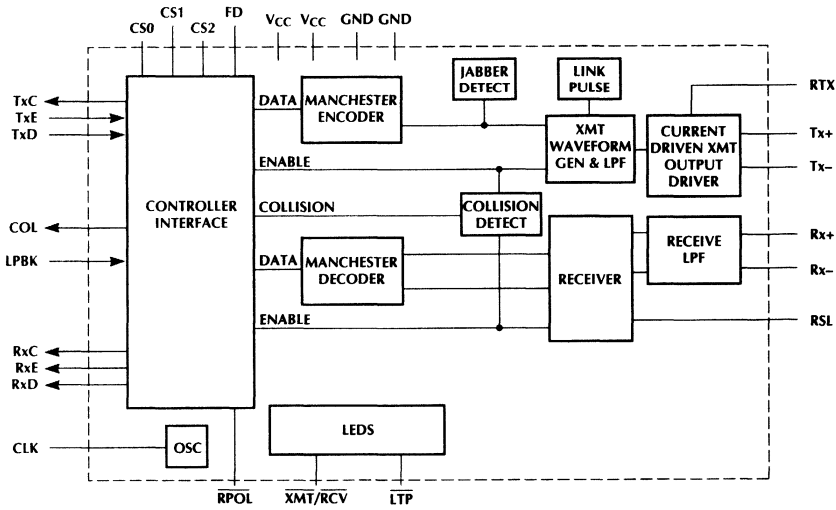 CS0 CS1 CS2 FD VCC VCC GND GND
TxC
TxE
TxD
COL
LPBK
RxC
RxE
RxD
CLK
CONTROLLER
INTERFACE
OSC
DATA
MANCHESTER
ENCODER
ENABLE
COLLISION
DATA
MANCHESTER
DECODER
ENABLE
JABBER
DETECT
LINK
PULSE
XMT
WAVEFORM
GEN & LPF
CURRENT
DRIVEN XMT
OUTPUT
DRIVER
COLLISION
DETECT
RECEIVER
RECEIVE
LPF
LEDS
RTX
Tx+
Tx–
Rx+
Rx–
RSL
RPOL
XMT/RCV
LTP